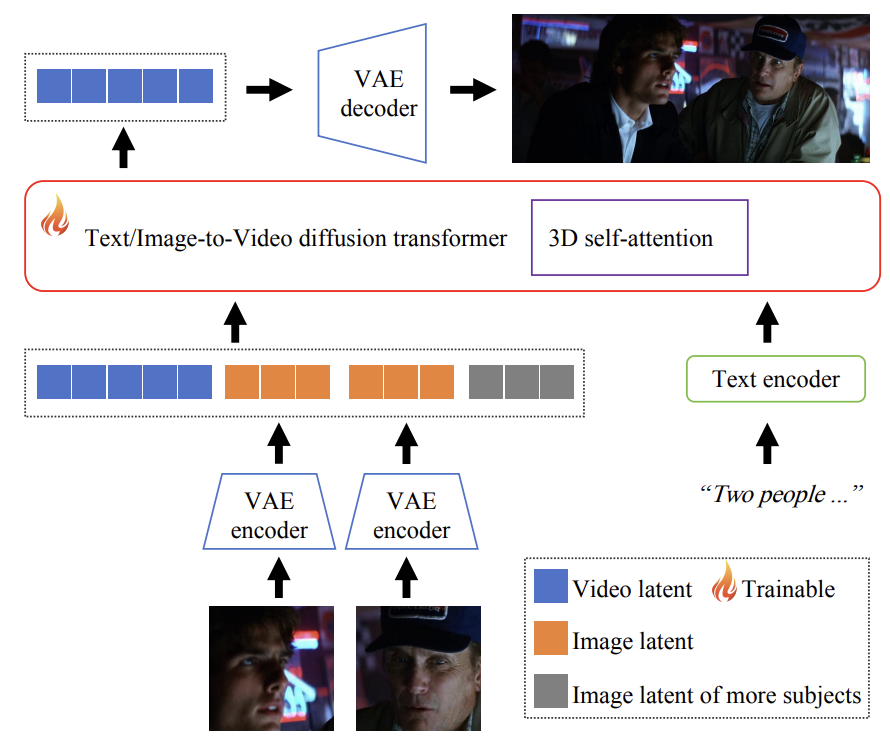 VAE
decoder
Text/Image-to-Video diffusion transformer
3D self-attention
Text encoder
VAE
encoder
VAE
encoder
“Two people ...”
Video latent
Trainable
Image latent
Image latent of more subjects